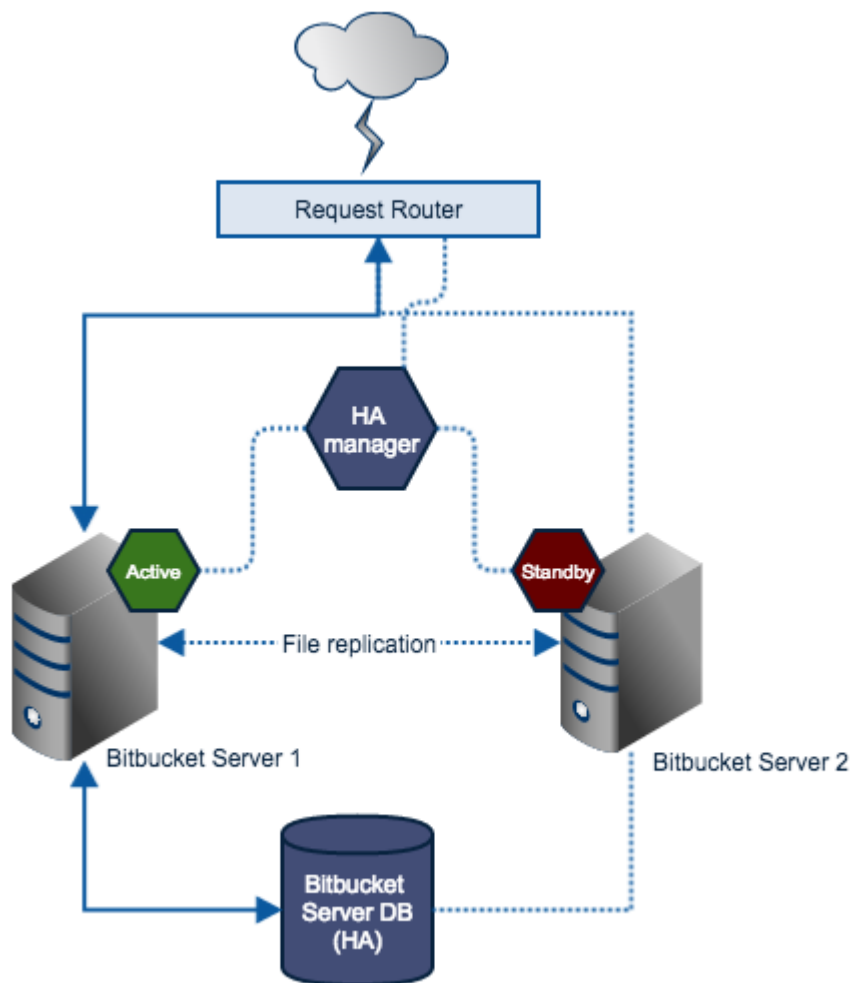 Request Router
HA
manager
Active
Standby
File replication
Bitbucket Server 1
Bitbucket Server 2
Bitbucket
Server DB
(HA)